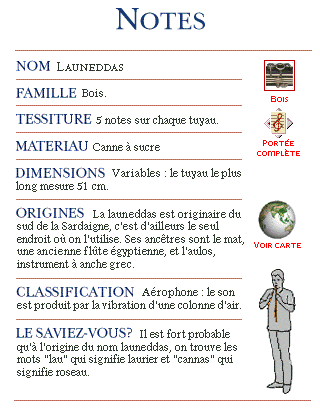 NOTES
NOM LAUNEDDAS
FAMILLE Bois.
TESSITURE 5 notes sur chaque tuyau.
MATERIAU Canne à sucre
DIMENSIONS Variables : le tuyau le plus
long mesure 51 cm.
ORIGINES La launeddas est originaire du
sud de la Sardaigne, c'est d'ailleurs le seul
endroit où on l'utilise. Ses ancêtres sont le mat,
une ancienne flûte égyptienne, et l'aulos,
instrument à anche grec.
CLASSIFICATION Aérophone : le son
est produit par la vibration d'une colonne d'air.
LE SAVIEZ-VOUS? Il est fort probable
qu'à l'origine du nom launeddas, on trouve les
mots "lau" qui signifie laurier et "cannas" qui
signifie roseau.
BOIS
PORTÉE
COMPLÈTE
VOIR CARTE